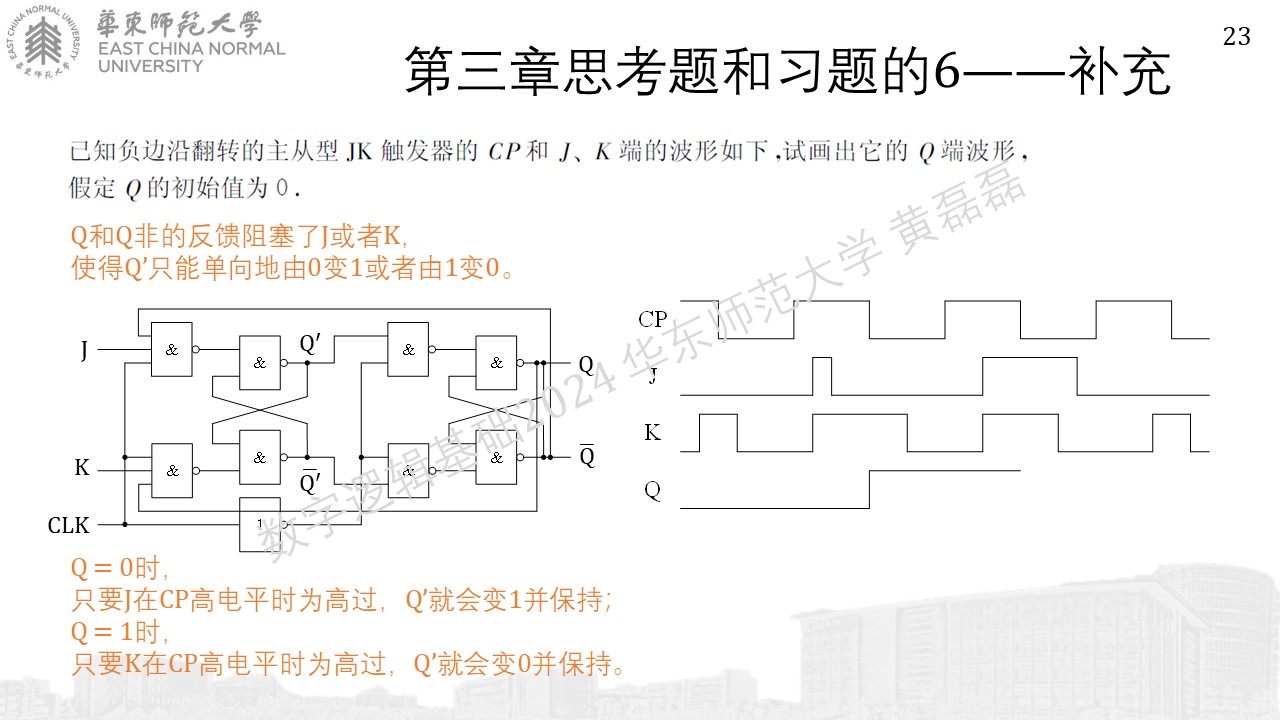 華東師範大學
EAST CHINA NORMAL
UNIVERSITY
EAST CHINA NORMAL UNIVERSITY
華東師范大學
23
第三章思考题和习题的6——补充
已知负边沿翻转的主从型 JK 触发器的 CP 和 J、K 端的波形如下,试画出它的 Q 端波形,
假定 Q 的初始值为 0.
Q和Q非的反馈阻塞了J或者K,
使得Q′只能单向地由0变1或者由1变0。
J
&
&
Q′
&
&
Q
K
&
&
Q̅′
&
&
Q̅
CLK
1
CP
J
K
Q
Q = 0时,
只要J在CP高电平时为高过, Q′就会变1并保持;
Q = 1时,
只要K在CP高电平时为高过, Q′就会变0并保持。
数字逻辑基础2024 华东师范大学 黄磊磊